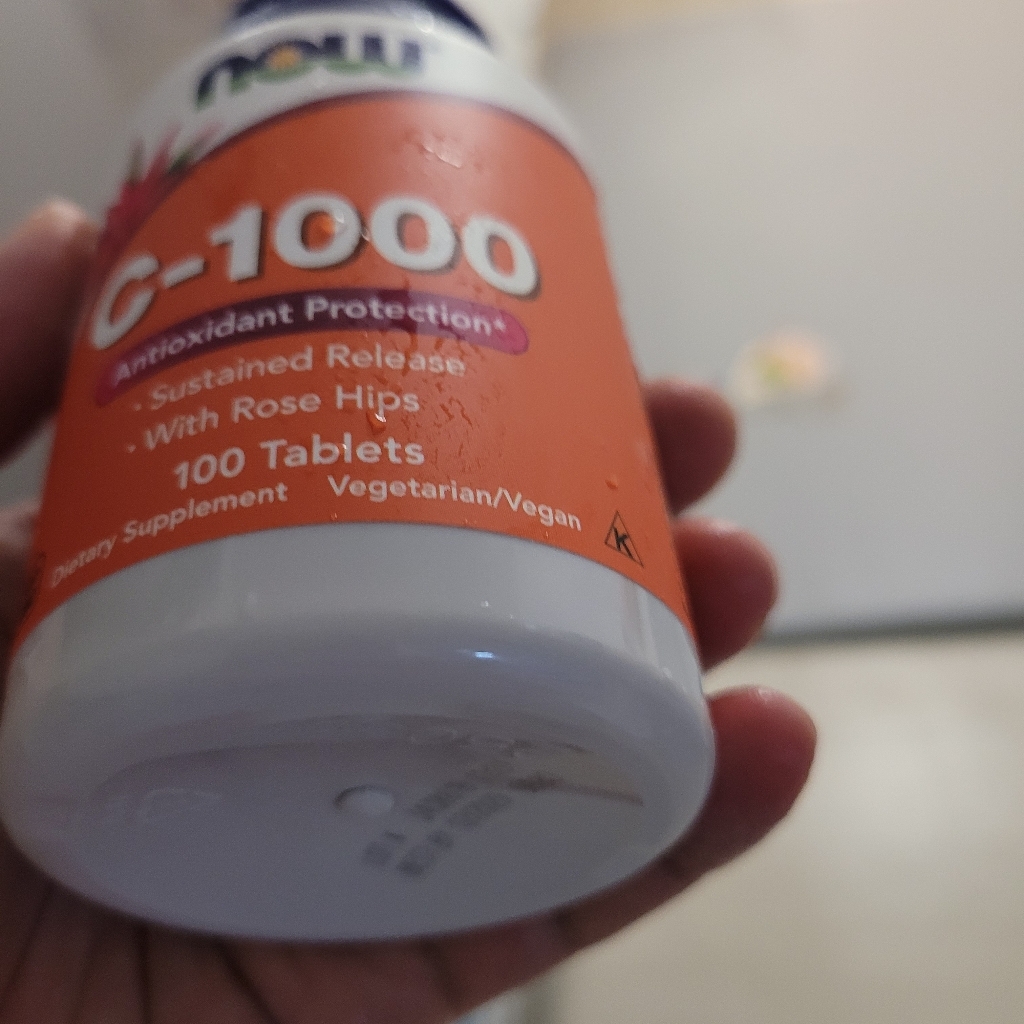 now
C-1000
Antioxidant Protection*
· Sustained Release
· With Rose Hips
100 Tablets
Dietary Supplement Vegetarian/Vegan
K